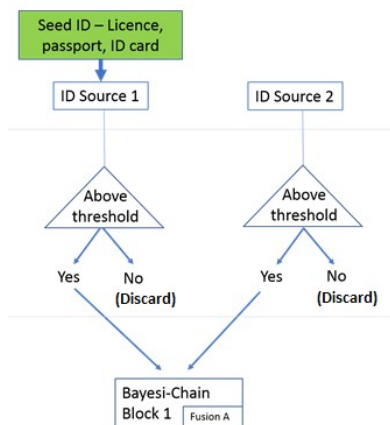 Seed ID – Licence,
passport, ID card
ID Source 1
ID Source 2
Above
threshold
Above
threshold
Yes
No
(Discard)
Yes
No
(Discard)
Bayesi-Chain
Block 1
Fusion A